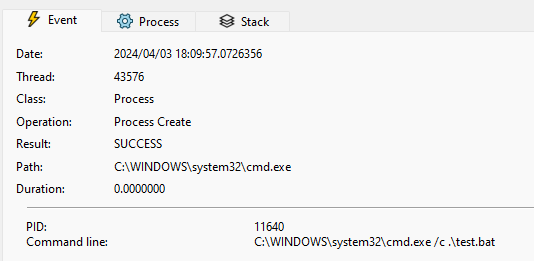 Event Process Stack
Date: 2024/04/03 18:09:57.0726356
Thread: 43576
Class: Process
Operation: Process Create
Result: SUCCESS
Path: C:\WINDOWS\system32\cmd.exe
Duration: 0.0000000
PID: 11640
Command line: C:\WINDOWS\system32\cmd.exe /c .\test.bat